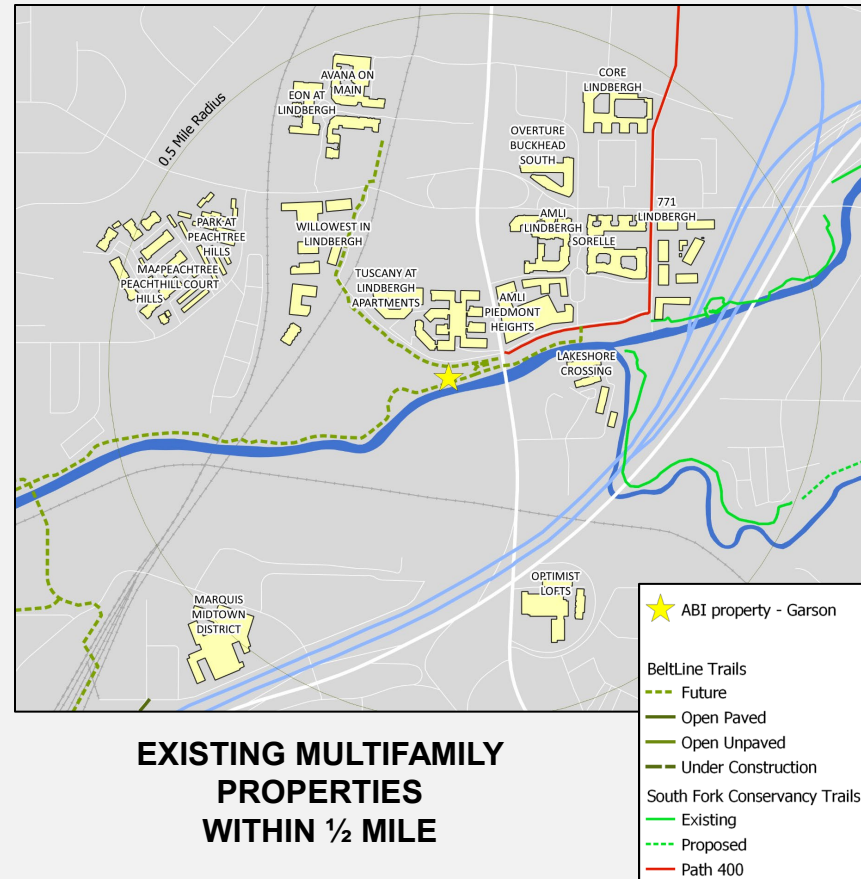 0.5 Mile Radius
AVANA ON
MAIN
EON AT
LINDBERGH
CORE
LINDBERGH
OVERTURE
BUCKHEAD
SOUTH
PARK AT
PEACHTREE
HILLS
MA/PEACHTREE
PEACHTHILL COURT
HILLS
WILLOWEST IN
LINDBERGH
AMLI
LINDBERGH
SORELLE
771
LINDBERGH
TUSCANY AT
LINDBERGH
APARTMENTS
AMLI
PIEDMONT
HEIGHTS
LAKESHORE
CROSSING
MARQUIS
MIDTOWN
DISTRICT
OPTIMIST
LOFTS
ABI property - Garson
BeltLine Trails
Future
Open Paved
Open Unpaved
Under Construction
South Fork Conservancy Trails
Existing
Proposed
Path 400
EXISTING MULTIFAMILY
PROPERTIES
WITHIN ½ MILE